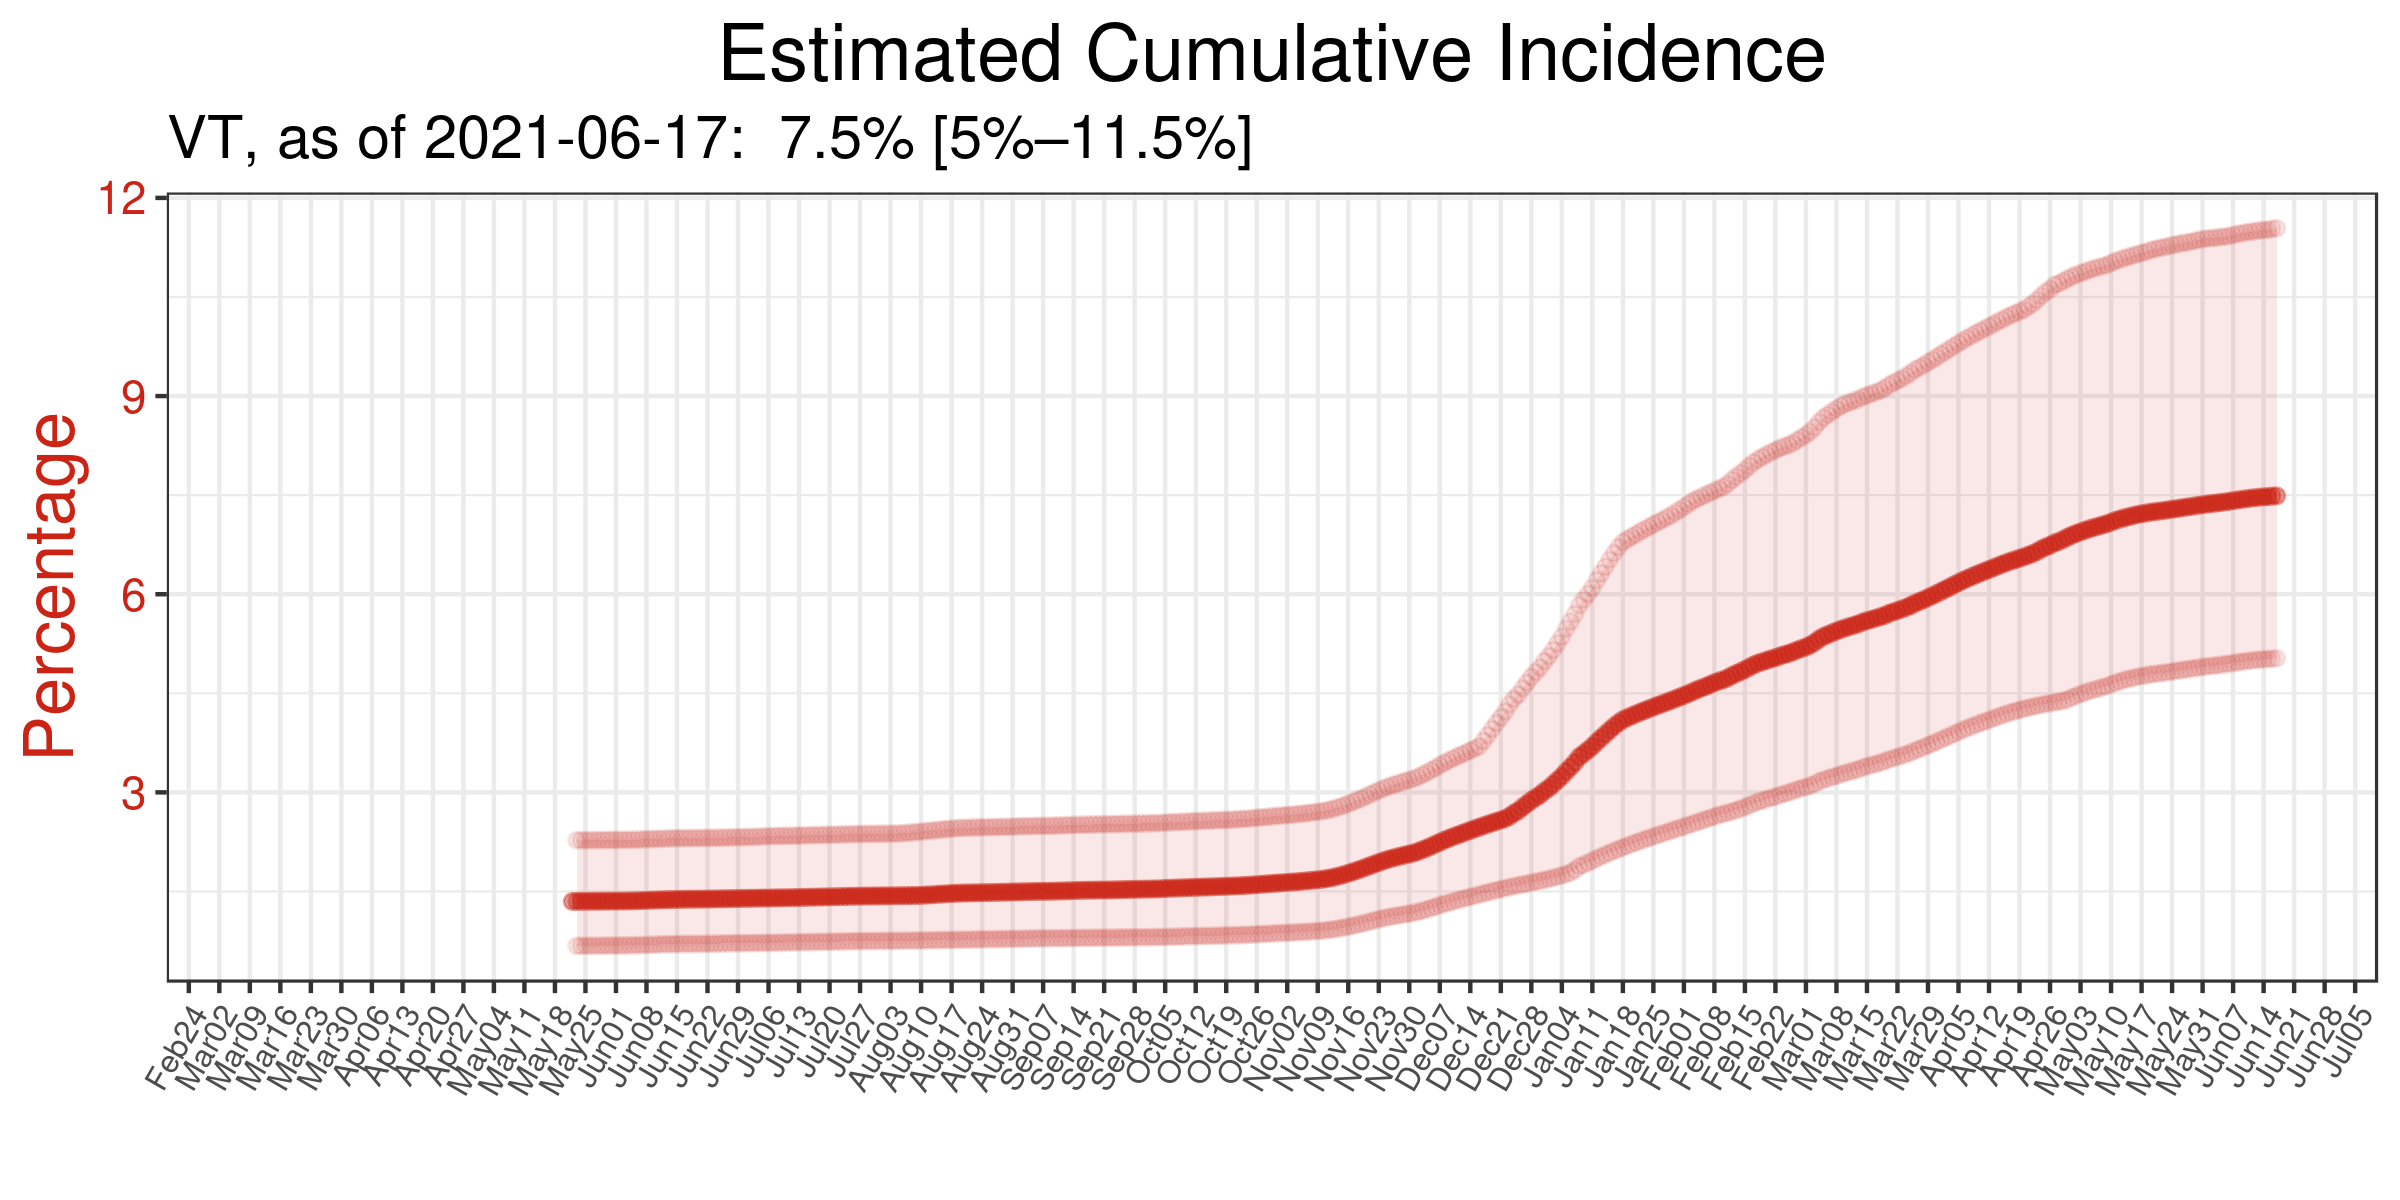 Estimated Cumulative Incidence
VT, as of 2021-06-17:  7.5% [5%–11.5%]
Percentage
12
9
6
3
Feb24
Mar02
Mar09
Mar16
Mar23
Mar30
Apr06
Apr13
Apr20
Apr27
May04
May11
May18
May25
Jun01
Jun08
Jun15
Jun22
Jun29
Jul06
Jul13
Jul20
Jul27
Aug03
Aug10
Aug17
Aug24
Aug31
Sep07
Sep14
Sep21
Sep28
Oct05
Oct12
Oct19
Oct26
Nov02
Nov09
Nov16
Nov23
Nov30
Dec07
Dec14
Dec21
Dec28
Jan04
Jan11
Jan18
Jan25
Feb01
Feb08
Feb15
Feb22
Mar01
Mar08
Mar15
Mar22
Mar29
Apr05
Apr12
Apr19
Apr26
May03
May10
May17
May24
May31
Jun07
Jun14
Jun21
Jun28
Jul05